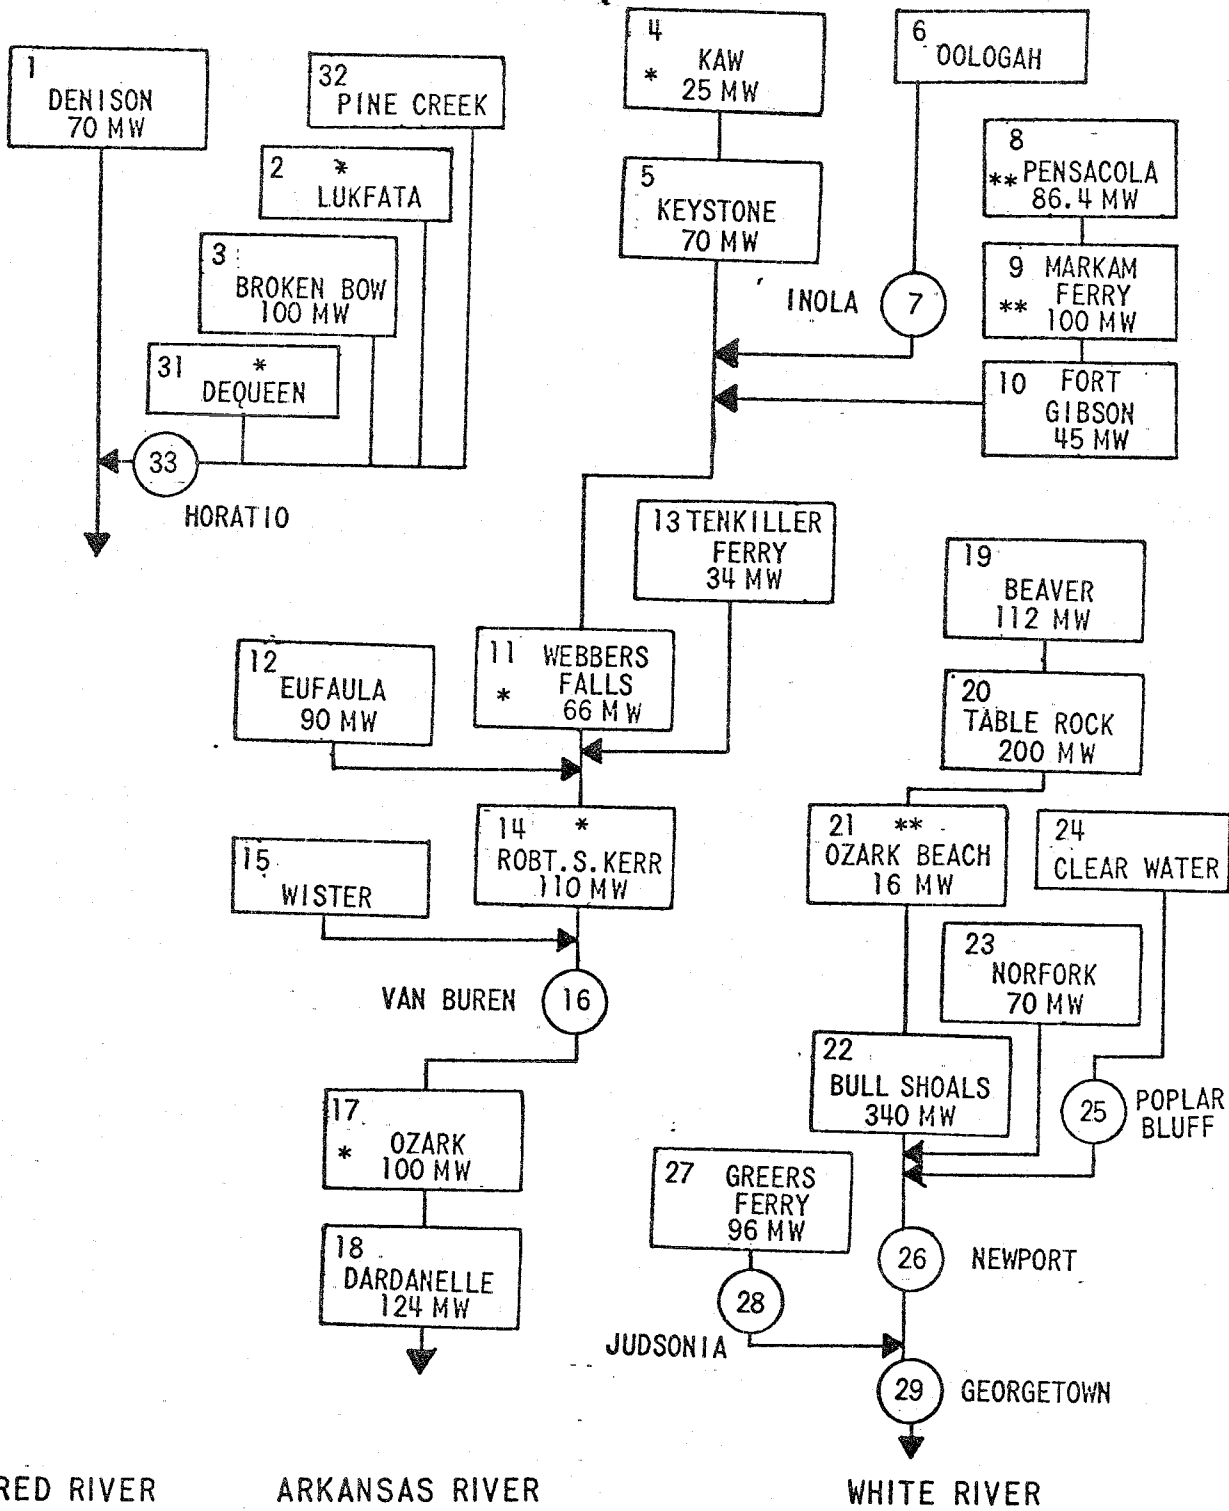 1
DENISON
70 MW
32
PINE CREEK
2 *
LUKFATA
3
BROKEN BOW
100 MW
31 *
DEQUEEN
33
HORATIO
4
KAW
*
25 MW
5
KEYSTONE
70 MW
6
OOLOGAH
INOLA
7
8
** PENSACOLA
86.4 MW
9 MARKAM
FERRY
** 100 MW
10 FORT
GIBSON
45 MW
13 TENKILLER
FERRY
34 MW
12
EUFAULA
90 MW
11 WEBBERS
FALLS
*
66 MW
14 *
ROBT. S. KERR
110 MW
15
WISTER
VAN BUREN
16
17
OZARK
*
100 MW
18
DARDANELLE
124 MW
19
BEAVER
112 MW
20
TABLE ROCK
200 MW
21 **
OZARK BEACH
16 MW
24
CLEAR WATER
23
NORFORK
70 MW
22
BULL SHOALS
340 MW
25
POPLAR
BLUFF
27 GREERS
FERRY
96 MW
26
NEWPORT
28
JUDSONIA
29
GEORGETOWN
RED RIVER
ARKANSAS RIVER
WHITE RIVER